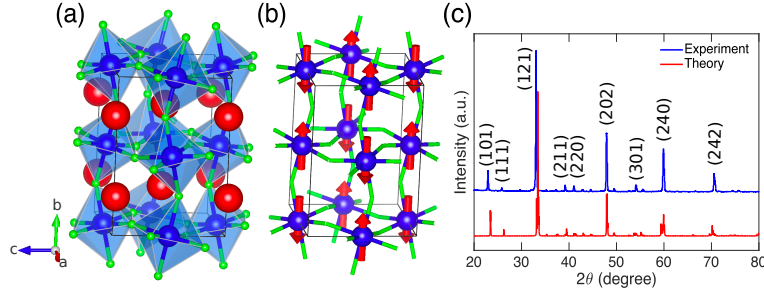 (a)
(b)
(c)
b
c
a
Intensity (a.u.)
(101)
(111)
(121)
(211)
(220)
(202)
(301)
(240)
(242)
Experiment
Theory
20
30
40
50
60
70
80
2θ (degree)